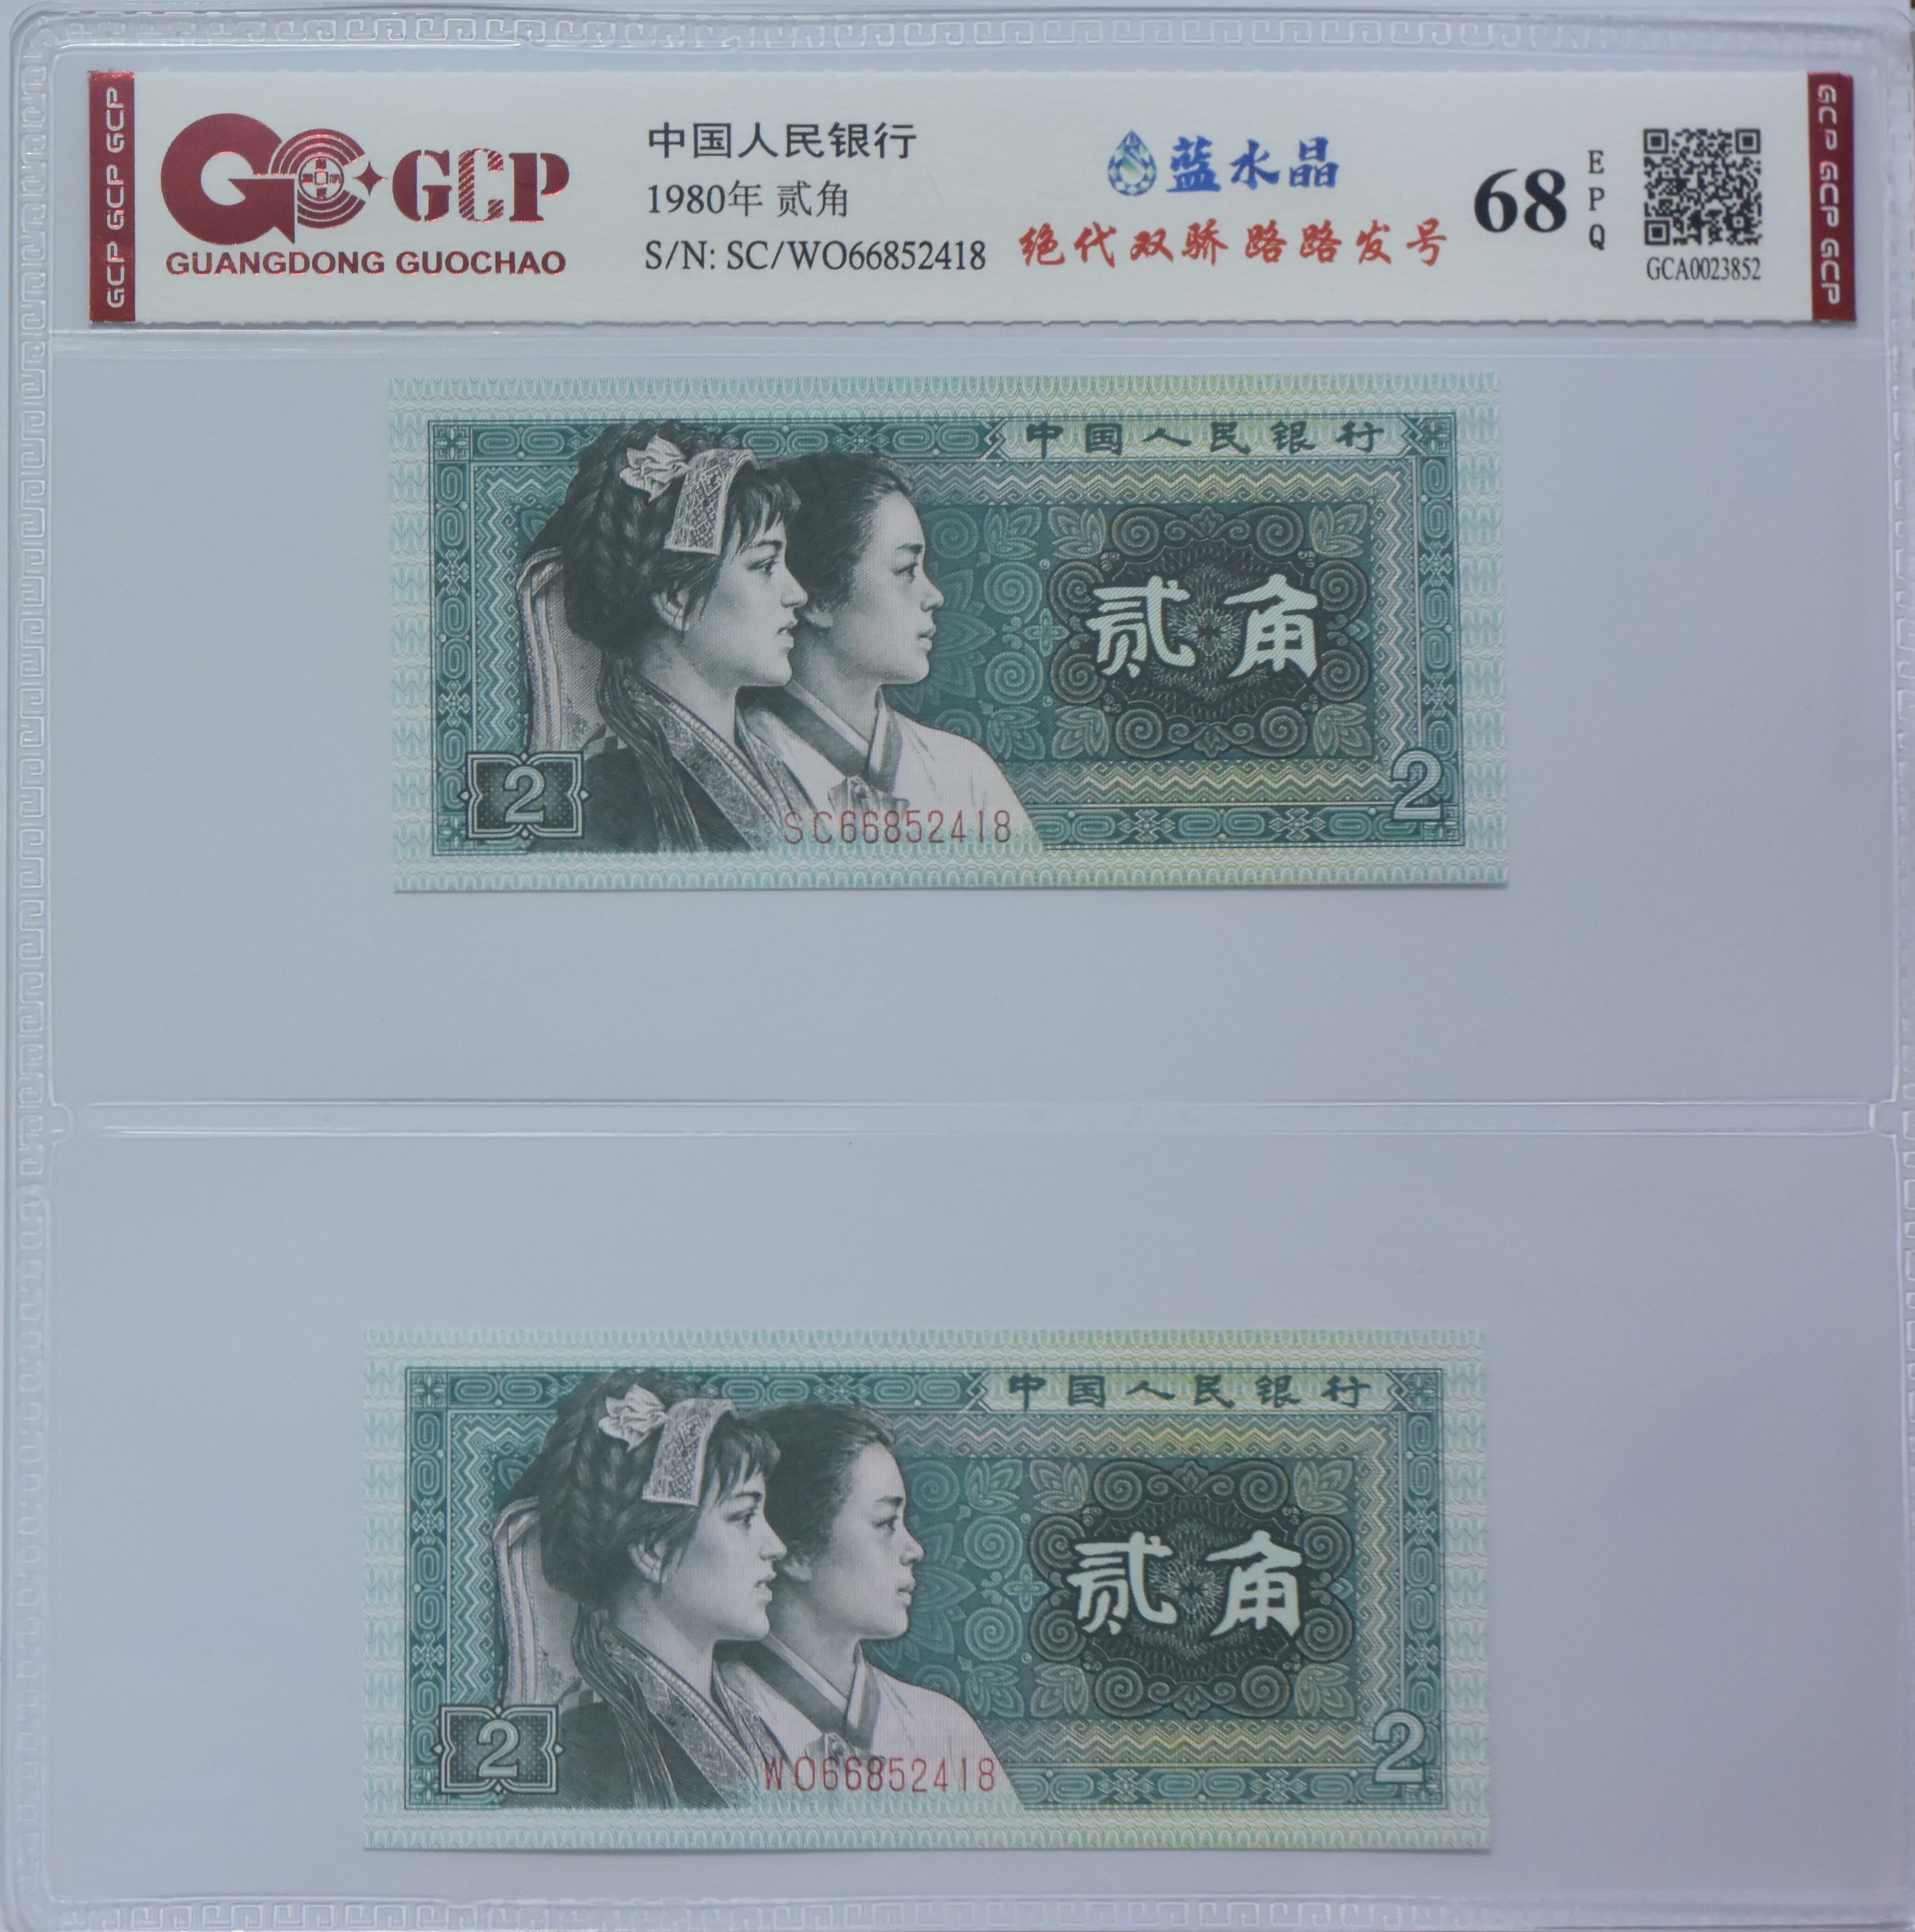 GCP GCP GCP
GCP
GUANGDONG GUOCHAO
中国人民银行
1980年 贰角
S/N: SC/WO66852418
蓝水晶
绝代双骄 路路发号
68
EPQ
GCA0023852
GCP GCP GCP
中国人民银行
贰角
2
2
SC66852418
中国人民银行
贰角
2
2
WO66852418